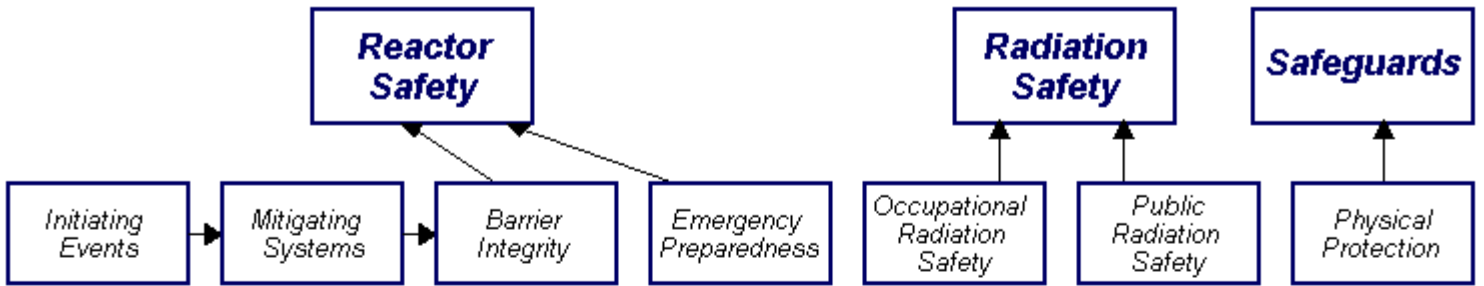 Reactor
Safety
Radiation
Safety
Safeguards
Initiating
Events
Mitigating
Systems
Barrier
Integrity
Emergency
Preparedness
Occupational
Radiation
Safety
Public
Radiation
Safety
Physical
Protection